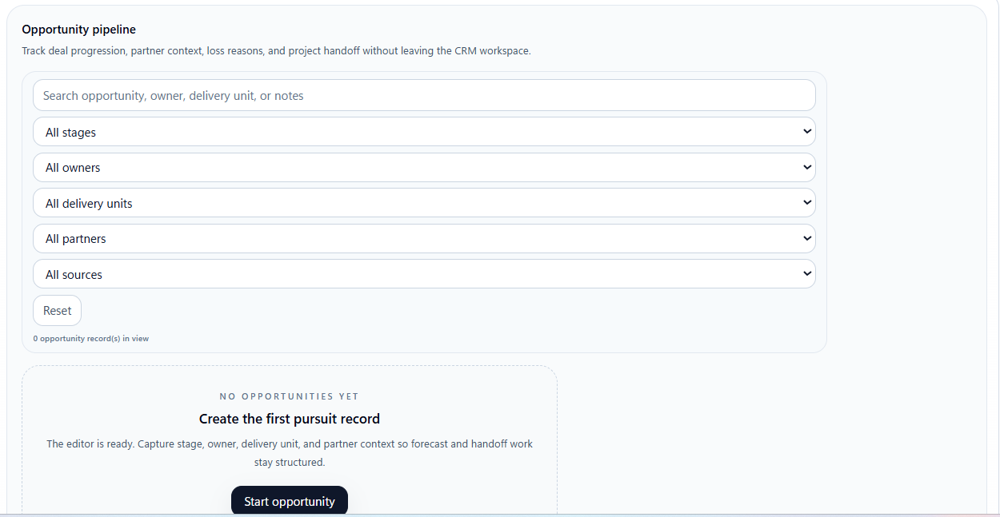 Opportunity pipeline
Track deal progression, partner context, loss reasons, and project handoff without leaving the CRM workspace.
Search opportunity, owner, delivery unit, or notes
All stages
All owners
All delivery units
All partners
All sources
Reset
0 opportunity record(s) in view
NO OPPORTUNITIES YET
Create the first pursuit record
The editor is ready. Capture stage, owner, delivery unit, and partner context so forecast and handoff work
stay structured.
Start opportunity